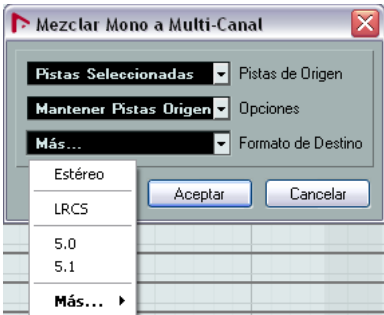 Mezclar Mono a Multi-Canal
Pistas Seleccionadas Pistas de Origen
Mantener Pistas Origen Opciones
Más... Formato de Destino
Estéreo
Aceptar Cancelar
LRCS
5.0
5.1
Más...